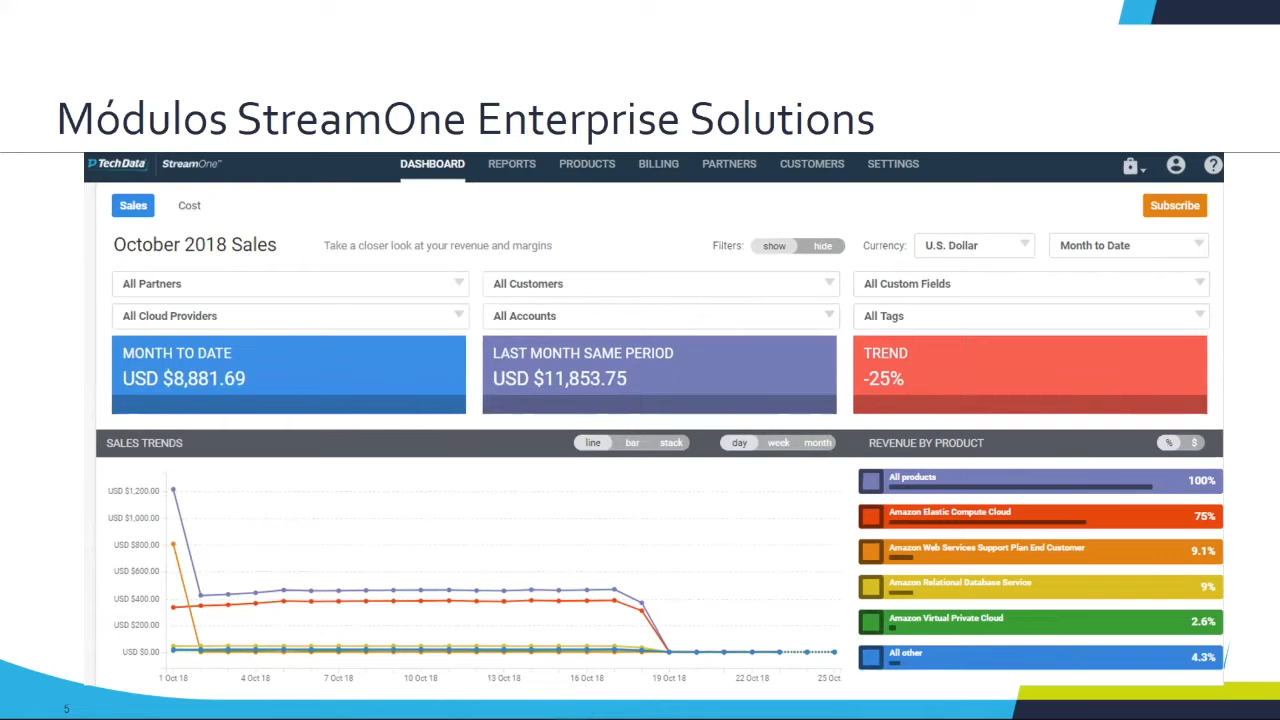 Módulos StreamOne Enterprise Solutions
TechData StreamOne™ DASHBOARD REPORTS PRODUCTS BILLING PARTNERS CUSTOMERS SETTINGS ?
Sales Cost Subscribe
October 2018 Sales Take a closer look at your revenue and margins Filters: show hide Currency: U.S. Dollar Month to Date
All Partners All Customers All Custom Fields
All Cloud Providers All Accounts All Tags
MONTH TO DATE LAST MONTH SAME PERIOD TREND
USD $8,881.69 USD $11,853.75 -25%
SALES TRENDS line bar stack day week month REVENUE BY PRODUCT % $
All products 100%
USD $1,200.00
Amazon Elastic Compute Cloud 75%
USD $1,000.00
USD $800.00
Amazon Web Services Support Plan End Customer 9.1%
USD $600.00
Amazon Relational Database Service 9%
USD $400.00
Amazon Virtual Private Cloud 2.6%
USD $200.00
USD $0.00
All other 4.3%
1 Oct 18 4 Oct 18 7 Oct 18 10 Oct 18 13 Oct 18 16 Oct 18 19 Oct 18 22 Oct 18 25 Oct
5